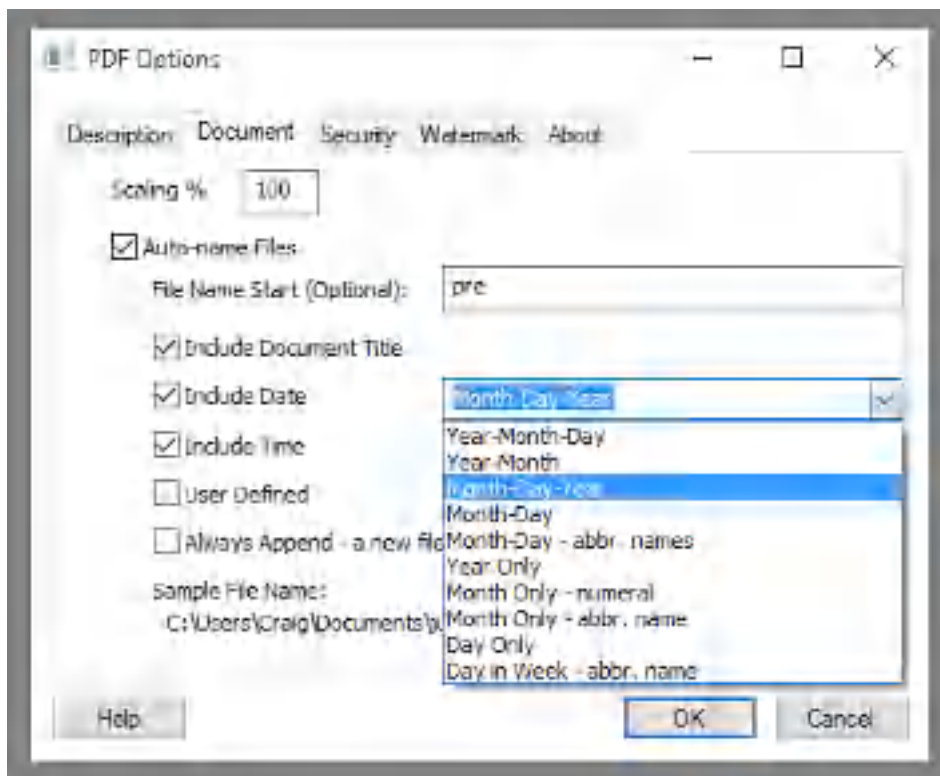 PDF Options
Description Document Security Watermark About
Scaling % 100
Auto-name Files
File Name Start (Optional): pre
Include Document Title
Include Date Month-Day-Year
Include Time
User Defined
Always Append - a new file
Year-Month-Day
Year-Month
Month-Day-Year
Month-Day
Month-Day - abbr. names
Year Only
Month Only - numeral
Month Only - abbr. name
Day Only
Day in Week - abbr. name
Sample File Name:
C:\Users\Craig\Documents\
Help OK Cancel